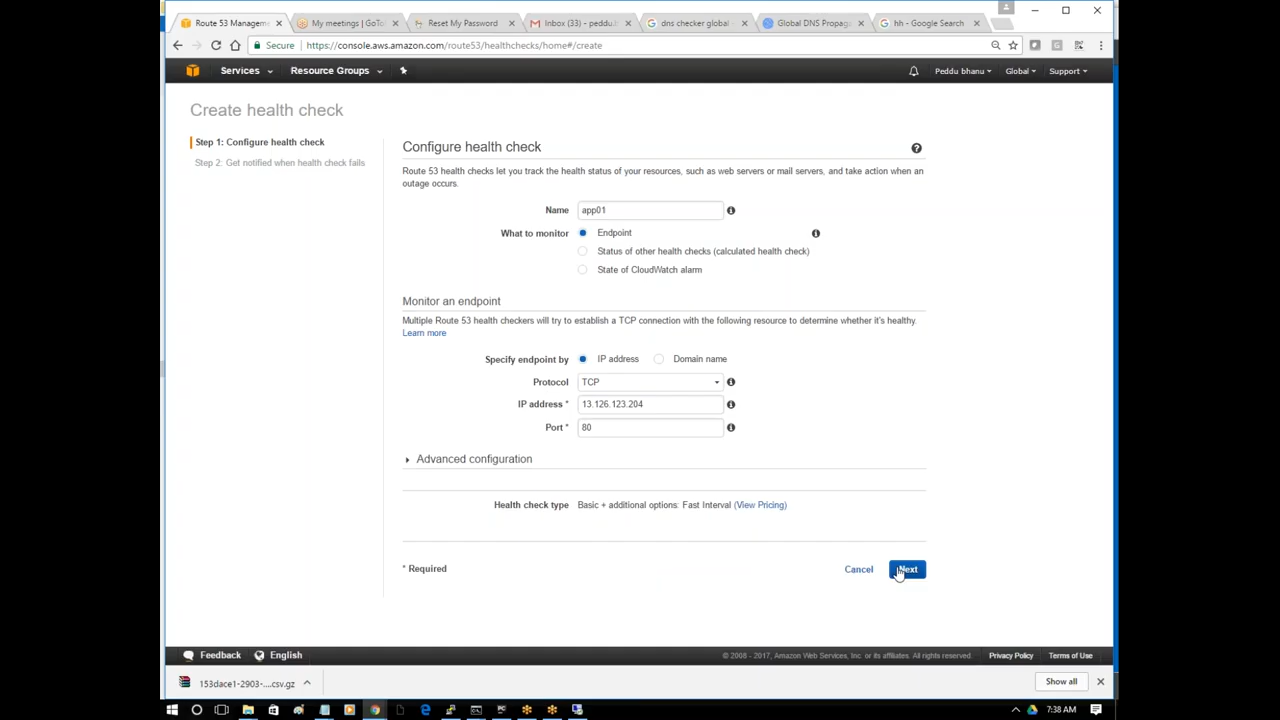 Route 53 Managem
My meetings | GoTo
Reset My Password
Inbox (33) - peddu
dns checker global
Global DNS Propaga
hh - Google Search
Secure
https://console.aws.amazon.com/route53/healthchecks/home#/create
Services
Resource Groups
Peddu bhanu
Global
Support
Create health check
Step 1: Configure health check
Step 2: Get notified when health check fails
Configure health check
Route 53 health checks let you track the health status of your resources, such as web servers or mail servers, and take action when an
outage occurs.
Name
app01
What to monitor
Endpoint
Status of other health checks (calculated health check)
State of CloudWatch alarm
Monitor an endpoint
Multiple Route 53 health checkers will try to establish a TCP connection with the following resource to determine whether it's healthy.
Learn more
Specify endpoint by
IP address
Domain name
Protocol
TCP
IP address *
13.126.123.204
Port *
80
Advanced configuration
Health check type
Basic + additional options: Fast Interval (View Pricing)
* Required
Cancel
Next
Feedback
English
© 2008 - 2017, Amazon Web Services, Inc. or its affiliates. All rights reserved.
Privacy Policy
Terms of Use
153dace1-2903-....csv.gz
Show all
7:38 AM